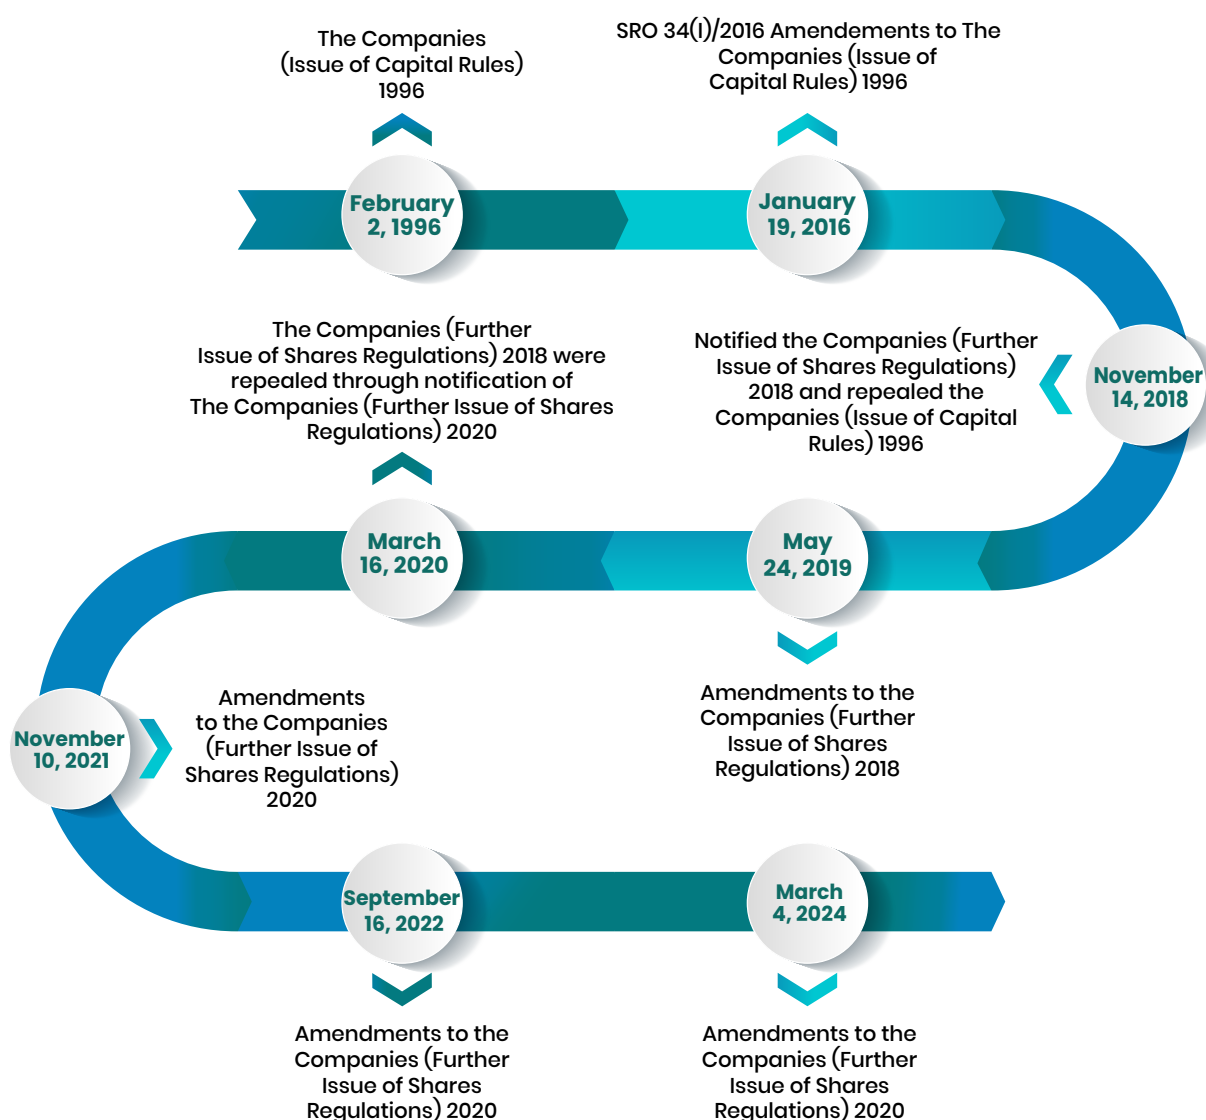 The Companies
(Issue of Capital Rules)
1996
February
2, 1996
SRO 34(I)/2016 Amendements to The
Companies (Issue of
Capital Rules) 1996
January
19, 2016
Notified the Companies (Further
Issue of Shares Regulations)
2018 and repealed the
Companies (Issue of Capital
Rules) 1996
November
14, 2018
May
24, 2019
Amendments to the
Companies (Further
Issue of Shares
Regulations) 2018
The Companies (Further
Issue of Shares Regulations) 2018 were
repealed through notification of
The Companies (Further Issue of Shares
Regulations) 2020
March
16, 2020
November
10, 2021
Amendments
to the Companies
(Further Issue of
Shares Regulations)
2020
September
16, 2022
Amendments to the
Companies (Further
Issue of Shares
Regulations) 2020
March
4, 2024
Amendments to the
Companies (Further
Issue of Shares
Regulations) 2020